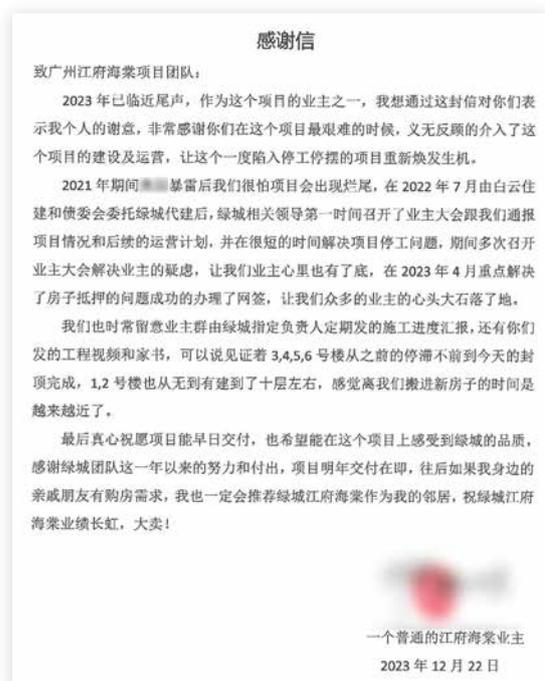 感谢信
致广州江府海棠项目团队：
2023 年已临近尾声，作为这个项目的业主之一，我想通过这封信对你们表
示我个人的谢意，非常感谢你们在这个项目最艰难的时候，义无反顾的介入了这
个项目的建设及运营，让这个一度陷入停工停摆的项目重新焕发生机。
2021 年期间暴雷后我们很怕项目会出现烂尾，在 2022 年 7 月由白云住
建和债委会委托绿城代建后，绿城相关领导第一时间召开了业主大会跟我们通报
项目情况和后续的运营计划，并在很短的时间解决项目停工问题，期间多次召开
业主大会解决业主的疑虑，让我们业主心里也有了底，在 2023 年 4 月重点解决
了房子抵押的问题成功的办理了网签，让我们众多的业主的心头大石落了地。
我们也时常留意业主群由绿城指定负责人定期发的施工进度汇报，还有你们
发的工程视频和家书，可以说见证着 3,4,5,6 号楼从之前的停滞不前到今天的封
顶完成，1,2 号楼也从无到有建到了十层左右，感觉离我们搬进新房子的时间是
越来越近了。
最后真心祝愿项目能早日交付，也希望能在这个项目上感受到绿城的品质，
感谢绿城团队这一年以来的努力和付出，项目明年交付在即，往后如果我身边的
亲戚朋友有购房需求，我也一定会推荐绿城江府海棠作为我的邻居，祝绿城江府
海棠业绩长虹，大卖！
一个普通的江府海棠业主
2023 年 12 月 22 日